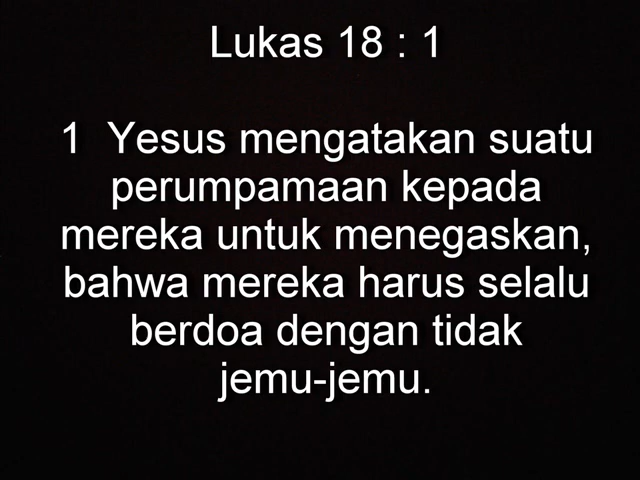 Lukas 18 : 1
1 Yesus mengatakan suatu
perumpamaan kepada
mereka untuk menegaskan,
bahwa mereka harus selalu
berdoa dengan tidak
jemu-jemu.